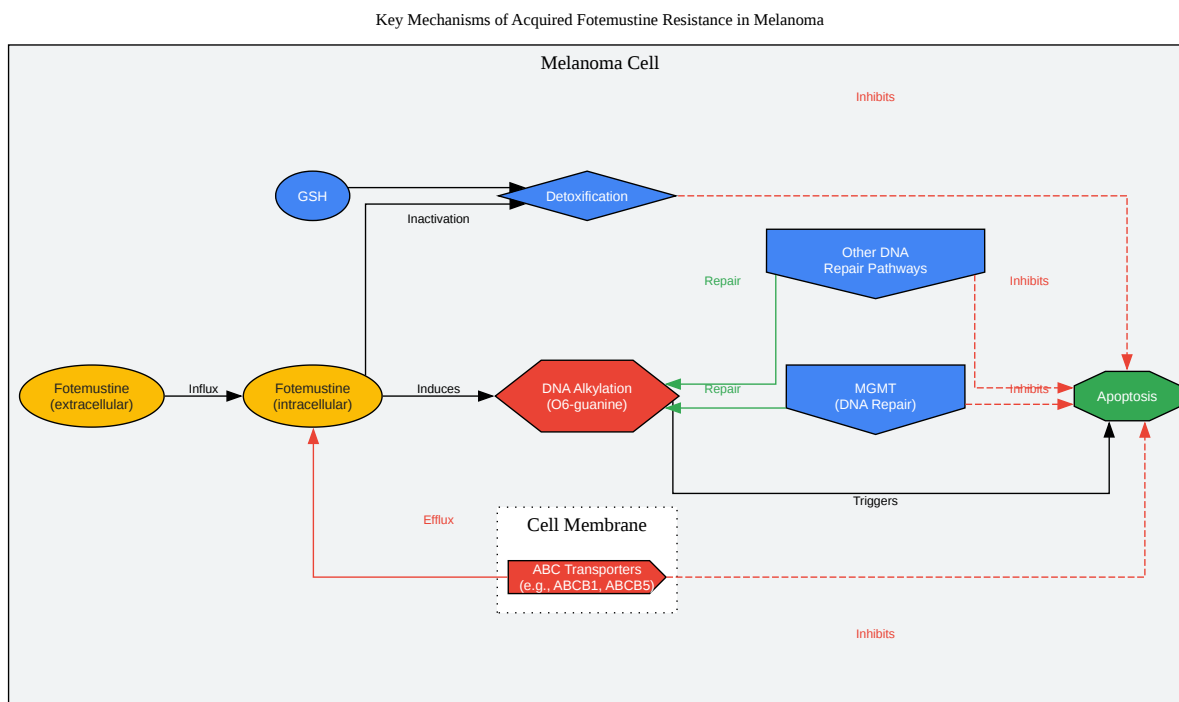 Key Mechanisms of Acquired Fotemustine Resistance in Melanoma
Melanoma Cell
Inhibits
GSH
Detoxification
Inactivation
Other DNA
Repair Pathways
Repair
Inhibits
Fotemustine
(extracellular)
Influx
Fotemustine
(intracellular)
Induces
DNA Alkylation
(O6-guanine)
Repair
MGMT
(DNA Repair)
Inhibits
Apoptosis
Triggers
Efflux
Cell Membrane
ABC Transporters
(e.g., ABCB1, ABCB5)
Inhibits